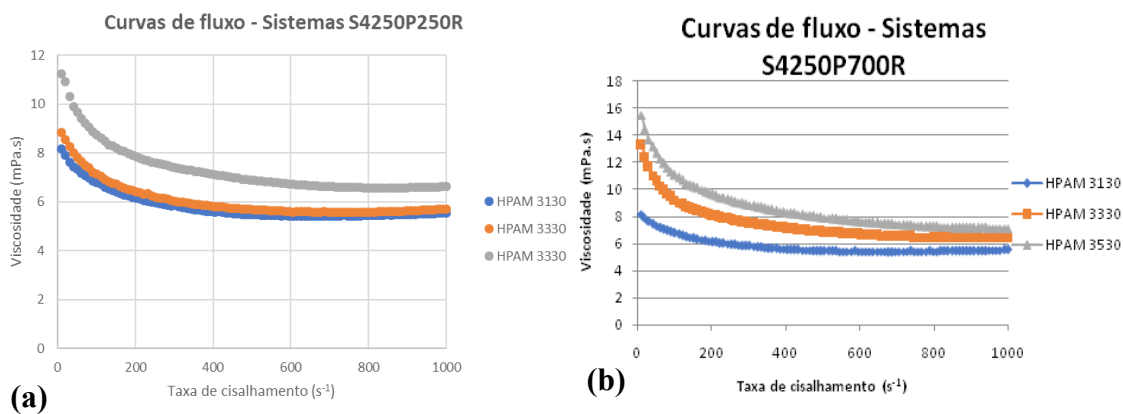 Curvas de fluxo - Sistemas S4250P250R
12
10
8
6
4
2
0
0
200
400
600
800
1000
Viscosidade (mPa.s)
Taxa de cisalhamento (s-1)
HPAM 3130
HPAM 3330
HPAM 3330
(a)
Curvas de fluxo - Sistemas
S4250P700R
18
16
14
12
10
8
6
4
2
0
0
200
400
600
800
1000
Viscosidade (mPa.s)
Taxa de cisalhamento (s-1)
HPAM 3130
HPAM 3330
HPAM 3530
(b)